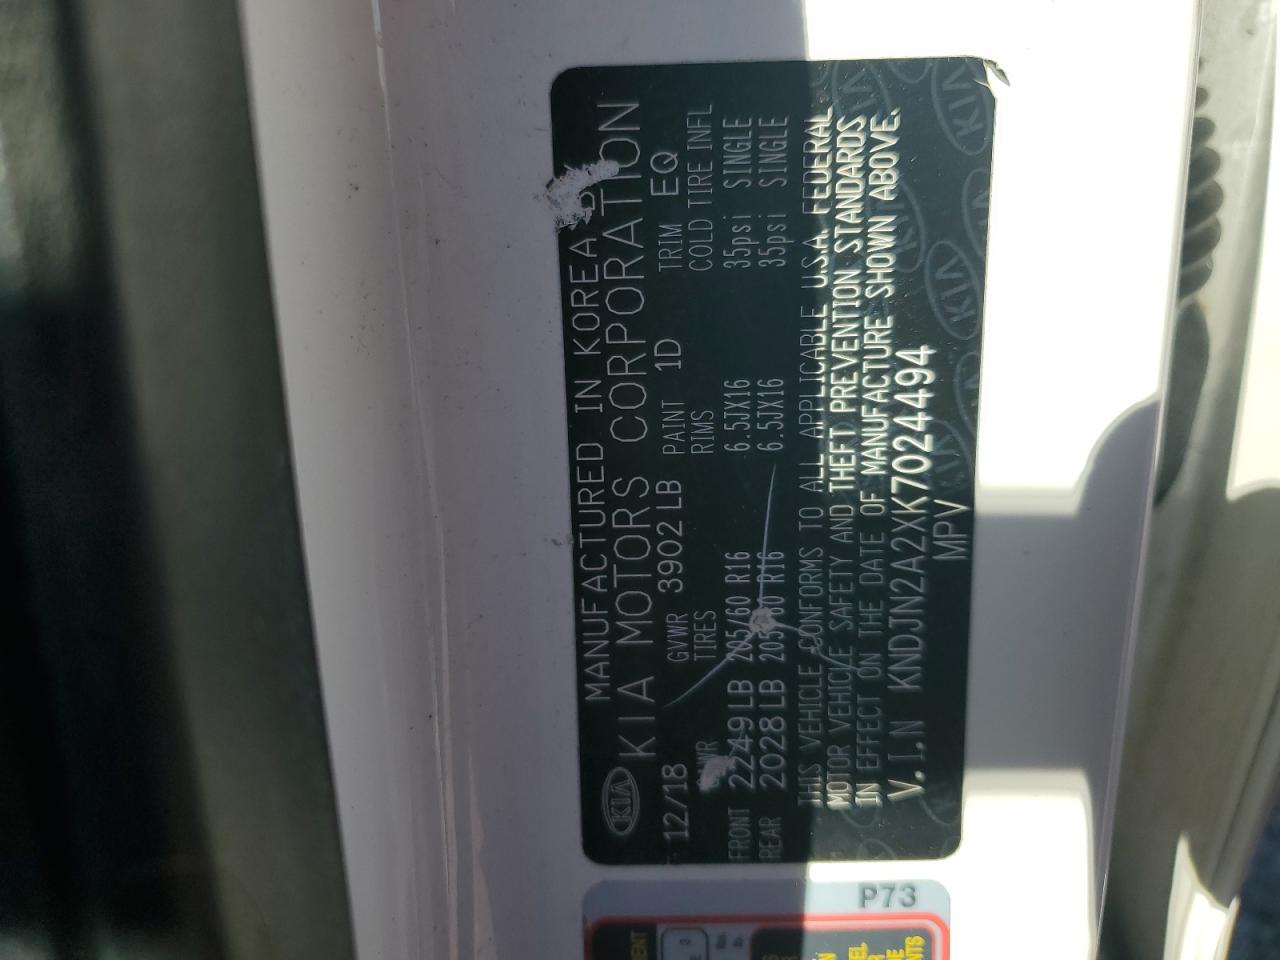 MANUFACTURED IN KOREA BY
KIA KIA MOTORS CORPORATION
12/18 GVWR 3902 LB PAINT 1D TRIM EQ
GAWR TIRES RIMS COLD TIRE INFL
FRONT 2249 LB 205/60 R16 6.5JX16 35psi SINGLE
REAR 2028 LB 205/60 R16 6.5JX16 35psi SINGLE
THIS VEHICLE CONFORMS TO ALL APPLICABLE U.S.A. FEDERAL
MOTOR VEHICLE SAFETY AND THEFT PREVENTION STANDARDS
IN EFFECT ON THE DATE OF MANUFACTURE SHOWN ABOVE.
V.I.N KNDJN2A2XK7024494
MPV
P73